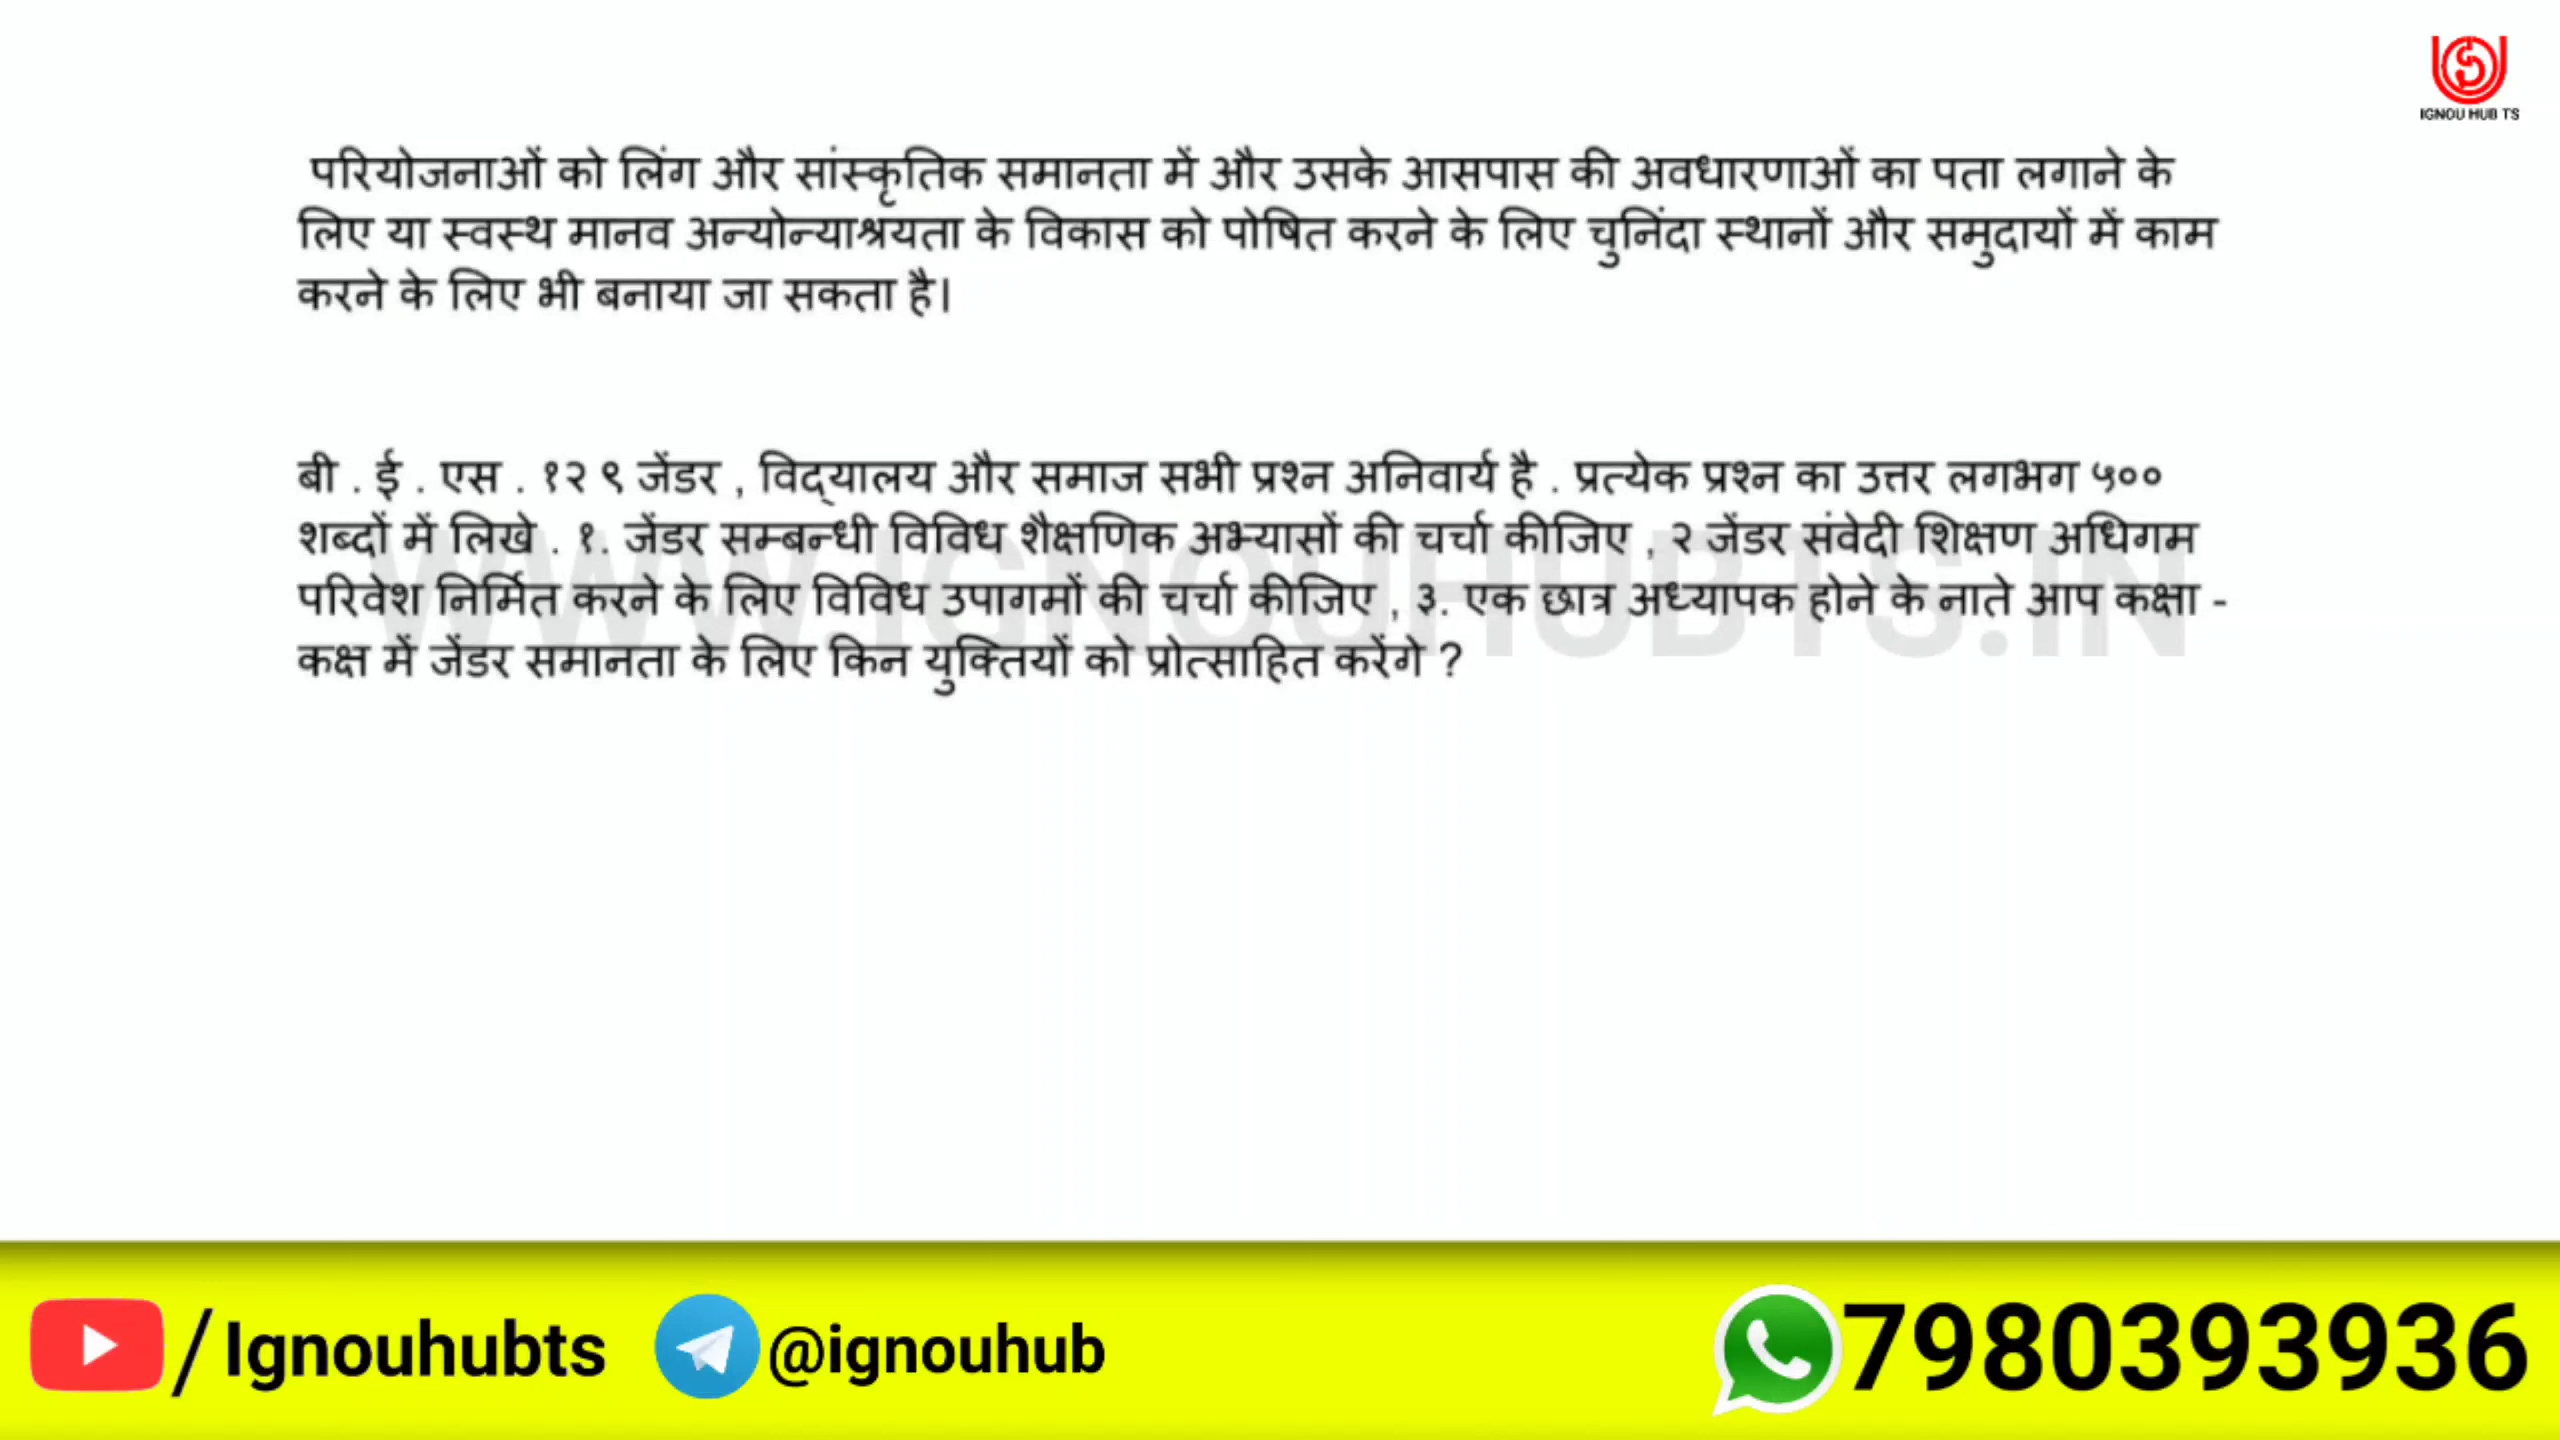 IGNOU HUB TS
परियोजनाओं को लिंग और सांस्कृतिक समानता में और उसके आसपास की अवधारणाओं का पता लगाने के
लिए या स्वस्थ मानव अन्योन्याश्रयता के विकास को पोषित करने के लिए चुनिंदा स्थानों और समुदायों में काम
करने के लिए भी बनाया जा सकता है।
बी . ई . एस . १२ ९ जेंडर , विद्यालय और समाज सभी प्रश्न अनिवार्य है . प्रत्येक प्रश्न का उत्तर लगभग ५००
शब्दों में लिखे . १. जेंडर सम्बन्धी विविध शैक्षणिक अभ्यासों की चर्चा कीजिए , २ जेंडर संवेदी शिक्षण अधिगम
परिवेश निर्मित करने के लिए विविध उपागमों की चर्चा कीजिए , ३. एक छात्र अध्यापक होने के नाते आप कक्षा -
कक्ष में जेंडर समानता के लिए किन युक्तियों को प्रोत्साहित करेंगे ?
WWW.IGNOUHUBTS.IN
/Ignouhubts @ignouhub 7980393936